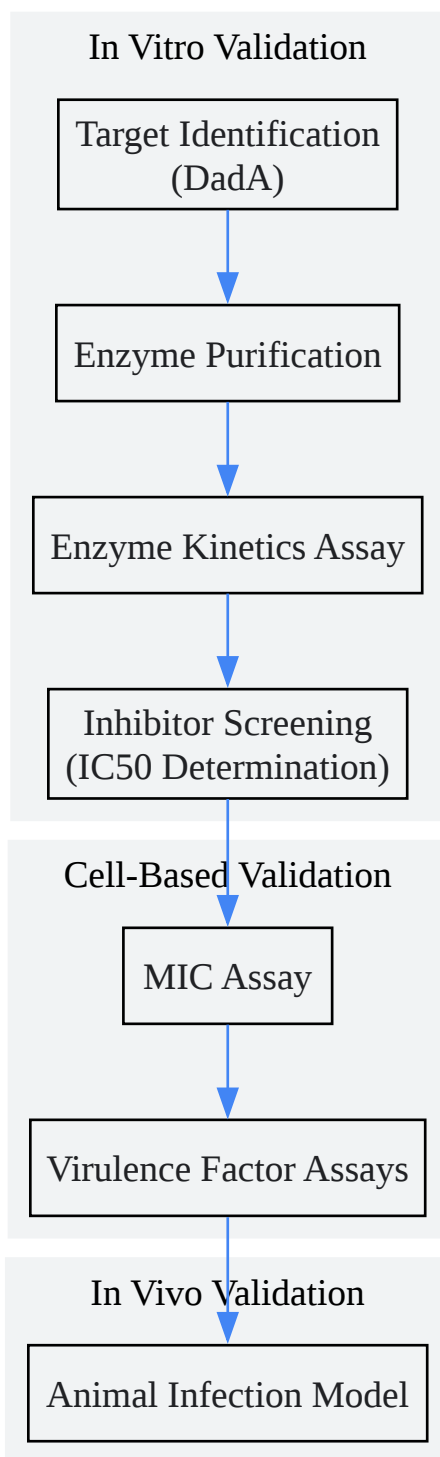 In Vitro Validation
Target Identification
(DadA)
Enzyme Purification
Enzyme Kinetics Assay
Inhibitor Screening
(IC50 Determination)
Cell-Based Validation
MIC Assay
Virulence Factor Assays
In Vivo Validation
Animal Infection Model